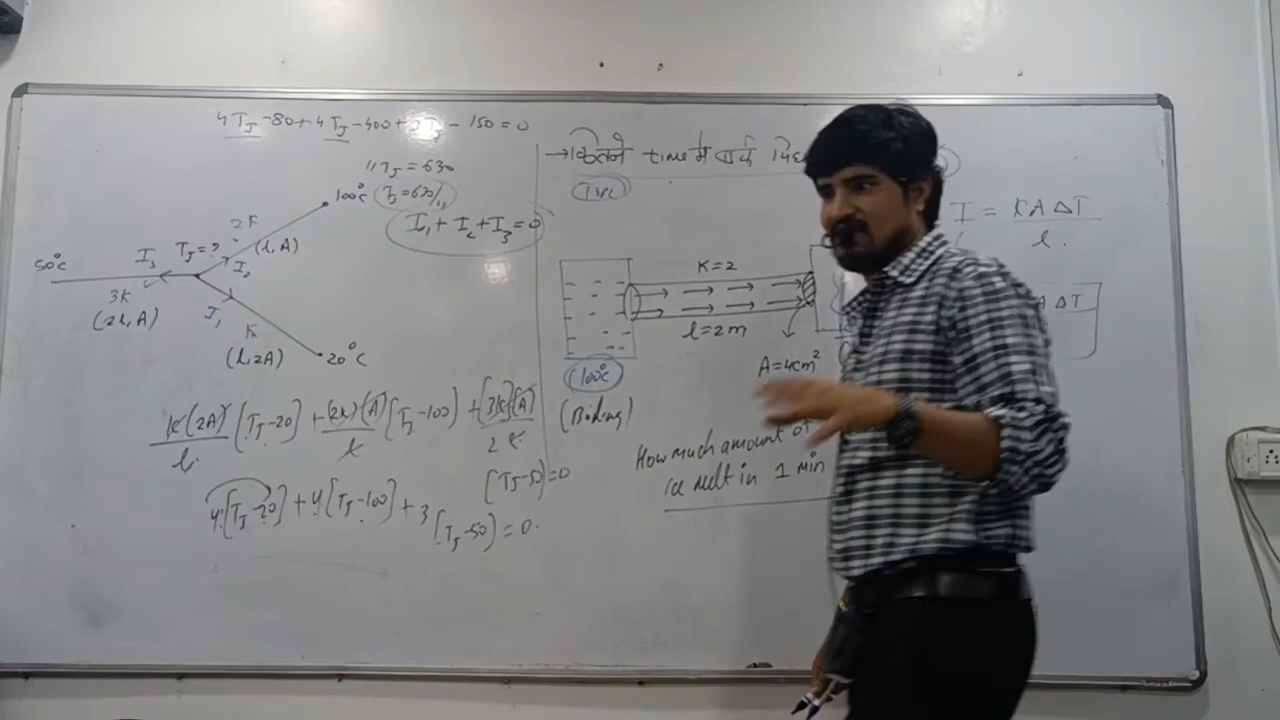 4TJ -80+4TJ-400+3TJ - 150 = 0
11TJ = 630
TJ = 630/11
I₁ + I₂ + I₃ = 0
100°C
2K
(l, A)
TJ = ?
I₃
I₂
50°C
3K
(2l, A)
I₁
K
(l, 2A)
20°C
K(2A)/l [TJ-20] + (2K)(A)/l [TJ-100] + (3K)(A)/2l
[TJ-50] = 0
4[TJ-20] + 4[TJ-100] + 3
[TJ-50] = 0.
→ कितने time में बर्फ
K=2
l = 2m
A=4cm²
100°C
(Boiling)
How much amount of
ice melt in 1 min
I = KAΔT/l.
AΔT